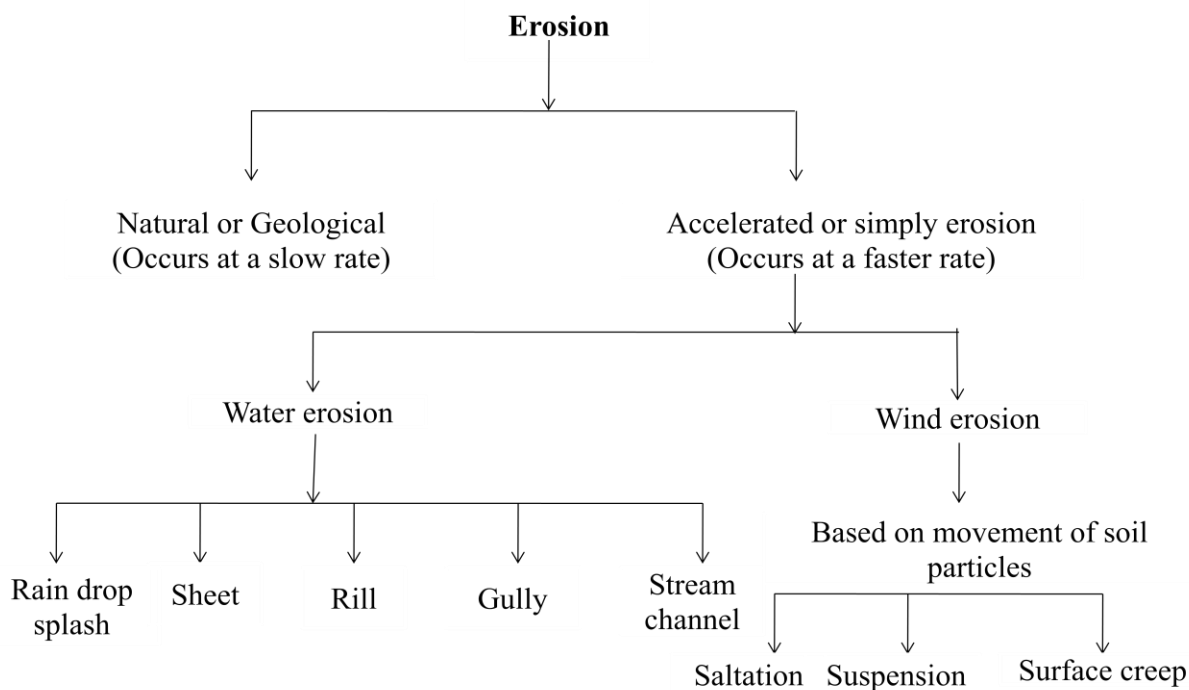 Erosion
Natural or Geological
(Occurs at a slow rate)
Accelerated or simply erosion
(Occurs at a faster rate)
Water erosion
Wind erosion
Rain drop
splash
Sheet
Rill
Gully
Stream
channel
Based on movement of soil
particles
Saltation
Suspension
Surface creep